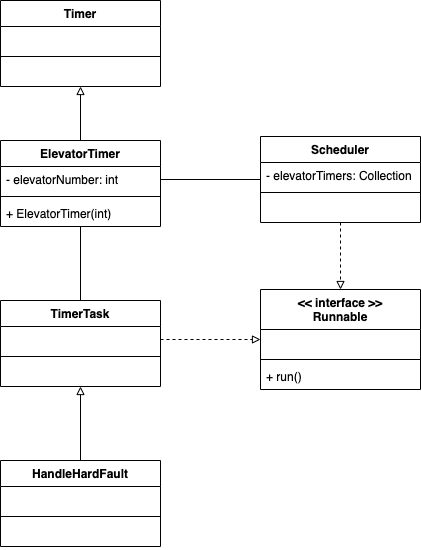 Timer
ElevatorTimer
- elevatorNumber: int
+ ElevatorTimer(int)
Scheduler
- elevatorTimers: Collection
TimerTask
<< interface >>
Runnable
+ run()
HandleHardFault